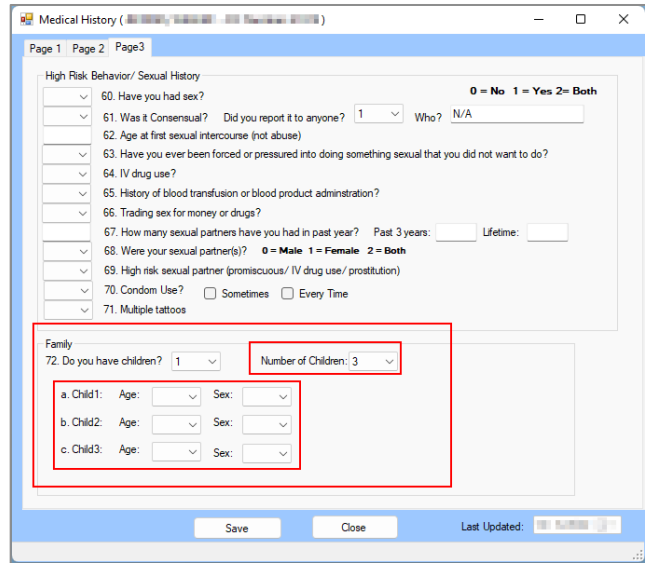 Medical History (
Page 1 Page 2 Page3
High Risk Behavior/ Sexual History
0 = No 1 = Yes 2= Both
60. Have you had sex?
61. Was it Consensual? Did you report it to anyone? 1 Who? N/A
62. Age at first sexual intercourse (not abuse)
63. Have you ever been forced or pressured into doing something sexual that you did not want to do?
64. IV drug use?
65. History of blood transfusion or blood product adminstration?
66. Trading sex for money or drugs?
67. How many sexual partners have you had in past year? Past 3 years: Lifetime:
68. Were your sexual partner(s)? 0 = Male 1 = Female 2 = Both
69. High risk sexual partner (promiscuous/ IV drug use/ prostitution)
70. Condom Use? Sometimes Every Time
71. Multiple tattoos
Family
72. Do you have children? 1 Number of Children: 3
a. Child1: Age: Sex:
b. Child2: Age: Sex:
c. Child3: Age: Sex:
Save Close Last Updated: